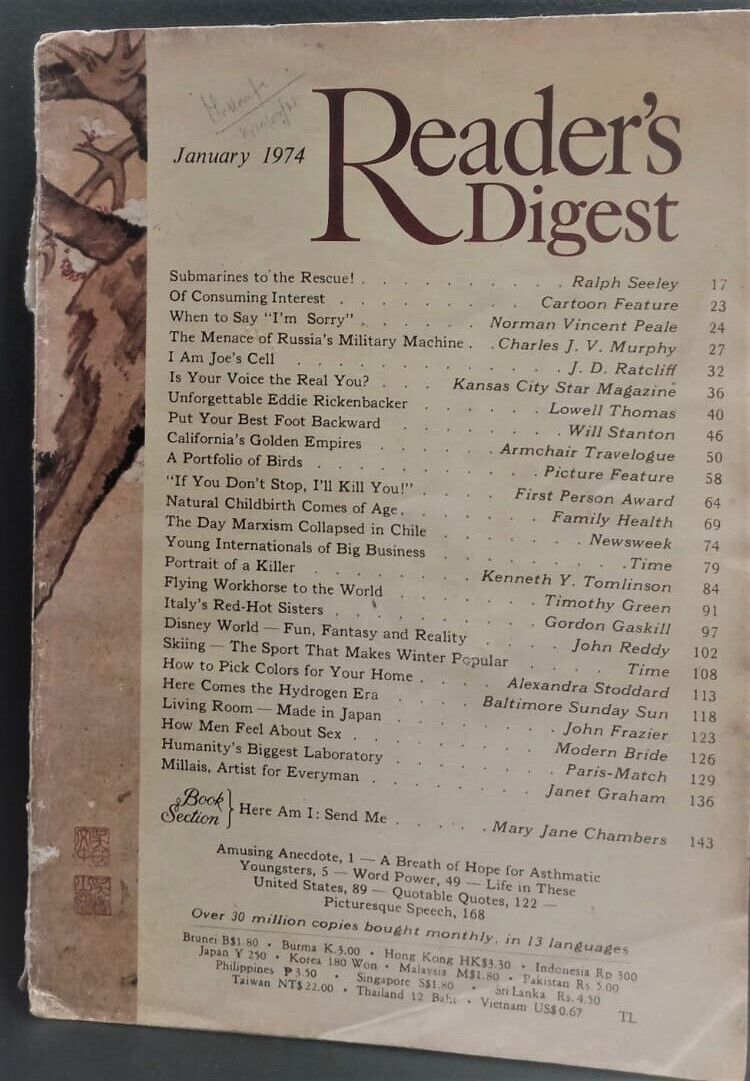 January 1974
Reader's
Digest
Submarines to the Rescue! . . . . . . . . . . Ralph Seeley 17
Of Consuming Interest . . . . . . . . . Cartoon Feature 23
When to Say "I'm Sorry" . . . . . . Norman Vincent Peale 24
The Menace of Russia's Military Machine . . Charles J. V. Murphy 27
I Am Joe's Cell . . . . . . . . . . . . . J. D. Ratcliff 32
Is Your Voice the Real You? . . . Kansas City Star Magazine 36
Unforgettable Eddie Rickenbacker . . . . . . Lowell Thomas 40
Put Your Best Foot Backward . . . . . . . Will Stanton 46
California's Golden Empires . . . . . . Armchair Travelogue 50
A Portfolio of Birds . . . . . . . . . . Picture Feature 58
"If You Don't Stop, I'll Kill You!" . . . . First Person Award 64
Natural Childbirth Comes of Age . . . . . . Family Health 69
The Day Marxism Collapsed in Chile . . . . . . Newsweek 74
Young Internationals of Big Business . . . . . . . Time 79
Portrait of a Killer . . . . . . . . Kenneth Y. Tomlinson 84
Flying Workhorse to the World . . . . . . Timothy Green 91
Italy's Red-Hot Sisters . . . . . . . . . Gordon Gaskill 97
Disney World — Fun, Fantasy and Reality . . . . John Reddy 102
Skiing — The Sport That Makes Winter Popular . . . . Time 108
How to Pick Colors for Your Home . . . . Alexandra Stoddard 113
Here Comes the Hydrogen Era . . . . Baltimore Sunday Sun 118
Living Room — Made in Japan . . . . . . . John Frazier 123
How Men Feel About Sex . . . . . . . . Modern Bride 126
Humanity's Biggest Laboratory . . . . . . . Paris-Match 129
Millais, Artist for Everyman . . . . . . . Janet Graham 136
Book Section } Here Am I: Send Me . . . . . Mary Jane Chambers 143
Amusing Anecdote, 1 — A Breath of Hope for Asthmatic
Youngsters, 5 — Word Power, 49 — Life in These
United States, 89 — Quotable Quotes, 122 —
Picturesque Speech, 168
Over 30 million copies bought monthly, in 13 languages
Brunei B$1.80 • Burma K.3.00 • Hong Kong HK$3.30 • Indonesia Rp 300
Japan Y 250 • Korea 180 Won • Malaysia M$1.80 • Pakistan Rs 5.00
Philippines ₱3.50 • Singapore S$1.80 • Sri Lanka Rs. 4.50
Taiwan NT$22.00 • Thailand 12 Baht • Vietnam US$0.67 TL